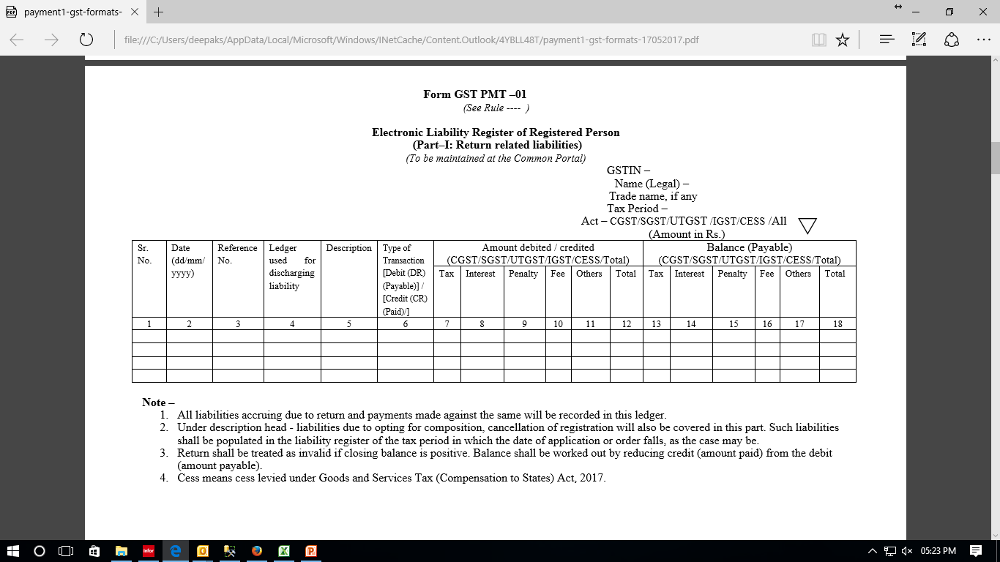 payment1-gst-formats-
file:///C:/Users/deepaks/AppData/Local/Microsoft/Windows/INetCache/Content.Outlook/4YBLL48T/payment1-gst-formats-17052017.pdf
Form GST PMT –01
(See Rule ---- )
Electronic Liability Register of Registered Person
(Part–I: Return related liabilities)
(To be maintained at the Common Portal)
GSTIN –
Name (Legal) –
Trade name, if any
Tax Period –
Act – CGST/SGST/UTGST /IGST/CESS /All
(Amount in Rs.)
Sr. No.
Date (dd/mm/ yyyy)
Reference No.
Ledger used for discharging liability
Description
Type of Transaction [Debit (DR) (Payable)] / [Credit (CR) (Paid)/]
Amount debited / credited
(CGST/SGST/UTGST/IGST/CESS/Total)
Balance (Payable)
(CGST/SGST/UTGST/IGST/CESS/Total)
Tax Interest Penalty Fee Others Total Tax Interest Penalty Fee Others Total
1 2 3 4 5 6 7 8 9 10 11 12 13 14 15 16 17 18
Note –
1. All liabilities accruing due to return and payments made against the same will be recorded in this ledger.
2. Under description head - liabilities due to opting for composition, cancellation of registration will also be covered in this part. Such liabilities
shall be populated in the liability register of the tax period in which the date of application or order falls, as the case may be.
3. Return shall be treated as invalid if closing balance is positive. Balance shall be worked out by reducing credit (amount paid) from the debit
(amount payable).
4. Cess means cess levied under Goods and Services Tax (Compensation to States) Act, 2017.
infor
05:23 PM